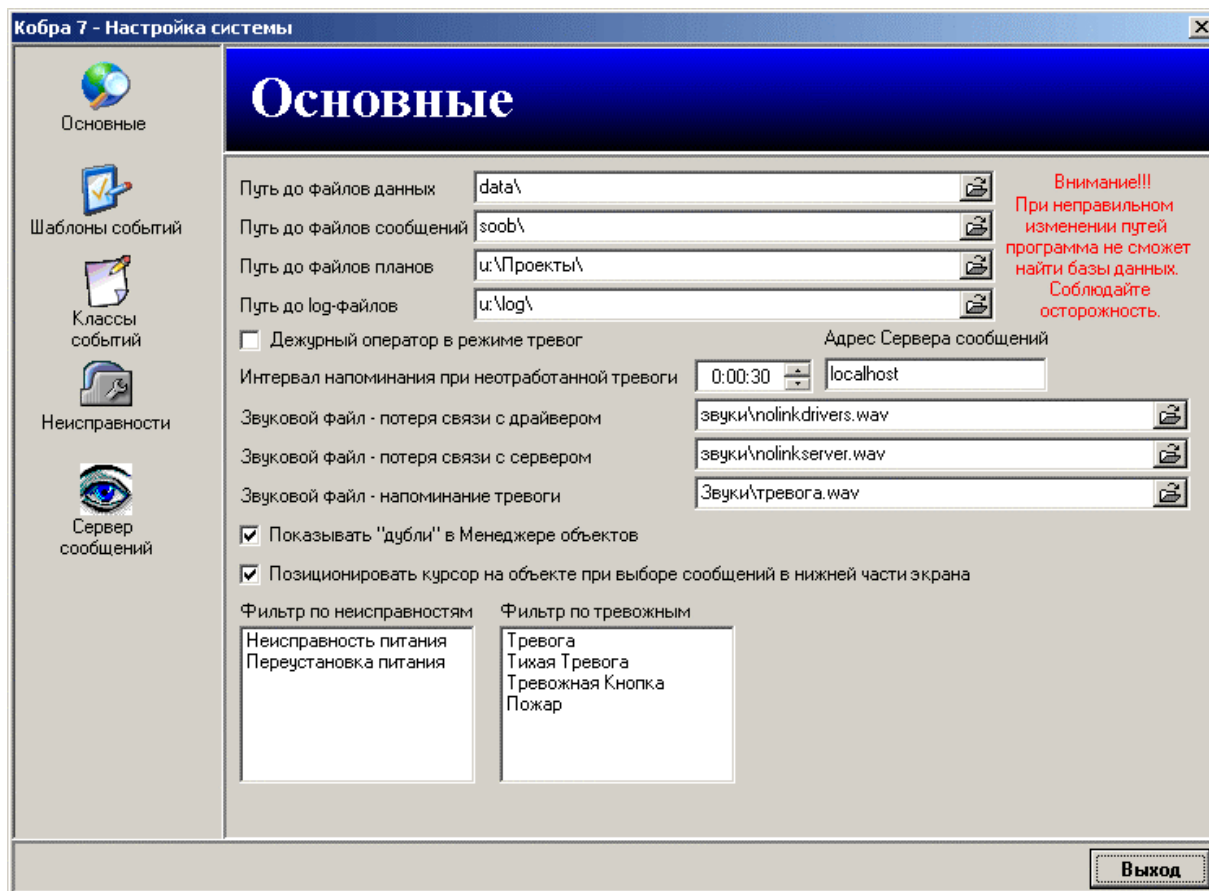 Кобра 7 - Настройка системы
Основные
Шаблоны событий
Классы
событий
Неисправности
Сервер
сообщений
Основные
Путь до файлов данных
data\
Путь до файлов сообщений
soob\
Путь до файлов планов
u:\Проекты\
Путь до log-файлов
u:\log\
Внимание!!!
При неправильном
изменении путей
программа не сможет
найти базы данных.
Соблюдайте
осторожность.
Дежурный оператор в режиме тревог
Адрес Сервера сообщений
Интервал напоминания при неотработанной тревоги
0:00:30
localhost
Звуковой файл - потеря связи с драйвером
звуки\nolinkdrivers.wav
Звуковой файл - потеря связи с сервером
звуки\nolinkserver.wav
Звуковой файл - напоминание тревоги
Звуки\тревога.wav
Показывать "дубли" в Менеджере объектов
Позиционировать курсор на объекте при выборе сообщений в нижней части экрана
Фильтр по неисправностям
Неисправность питания
Переустановка питания
Фильтр по тревожным
Тревога
Тихая Тревога
Тревожная Кнопка
Пожар
Выход